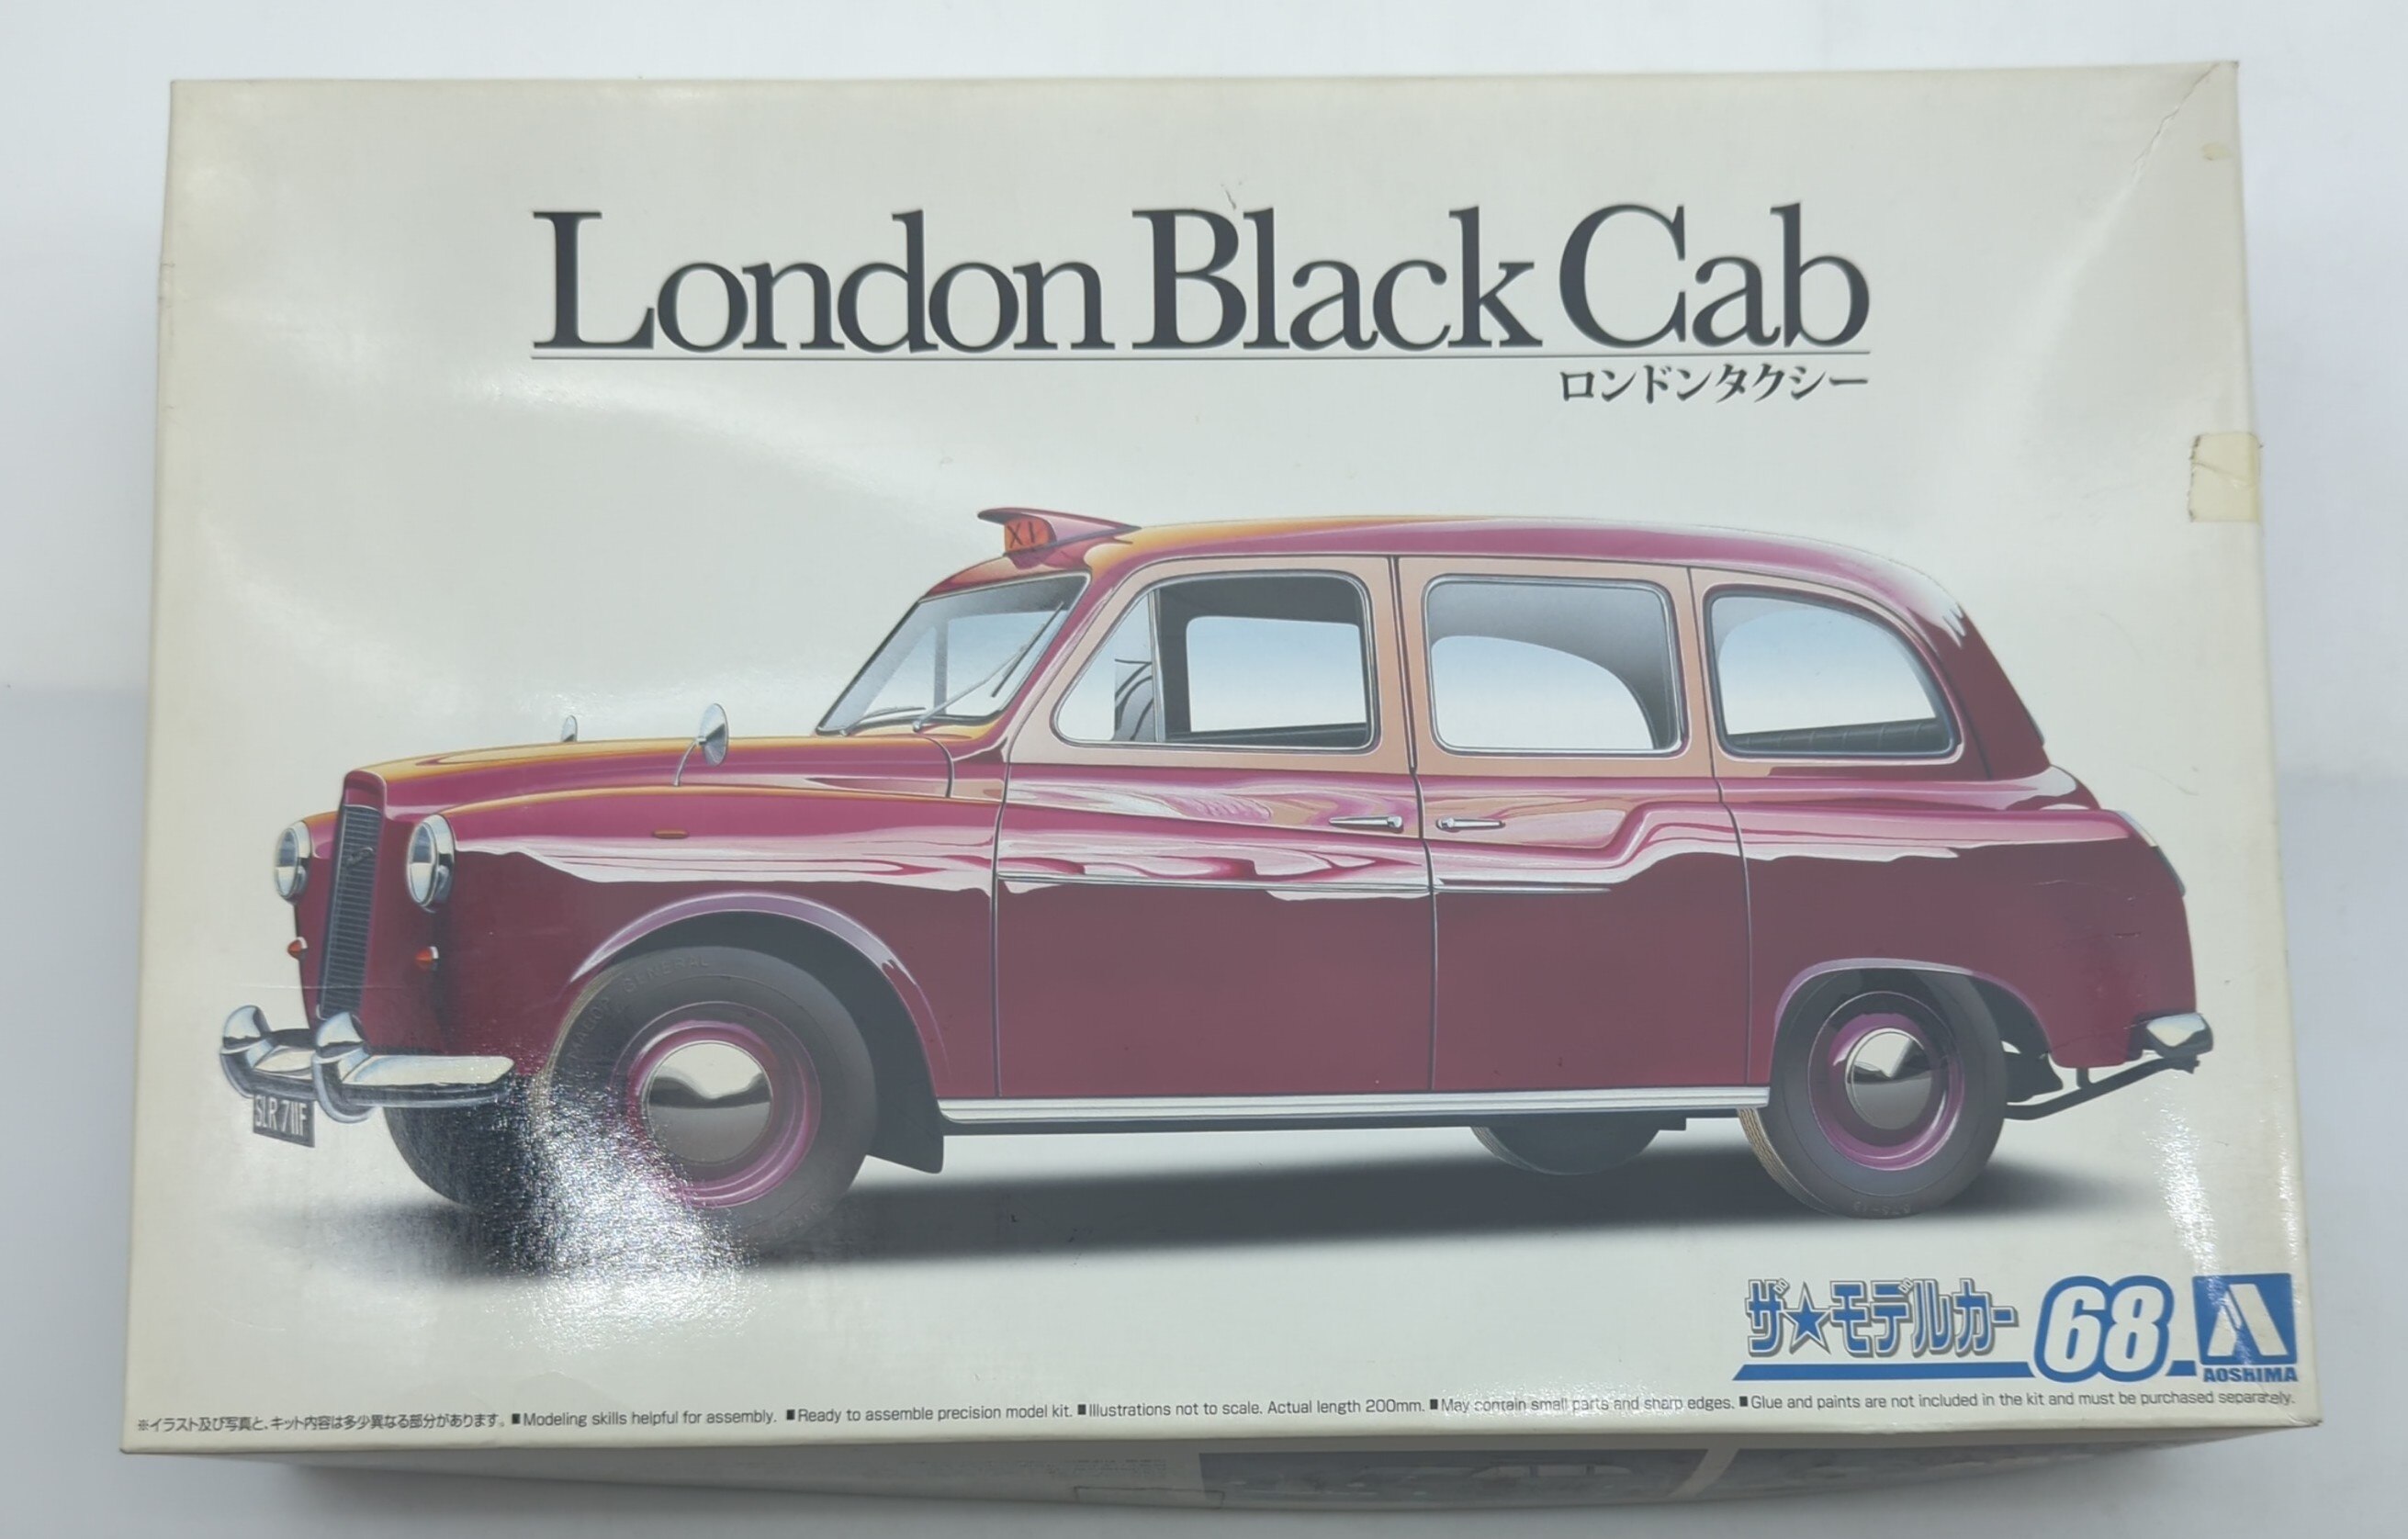 London Black Cab
ロンドンタクシー
XI
GENERAL
SLR 711F
ザ★モデルカー 68
AOSHIMA
※イラスト及び写真と、キット内容は多少異なる部分があります。 ■Modeling skills helpful for assembly. ■Ready to assemble precision model kit. ■Illustrations not to scale. Actual length 200mm. ■May contain small parts and sharp edges. ■Glue and paints are not included in the kit and must be purchased separately.